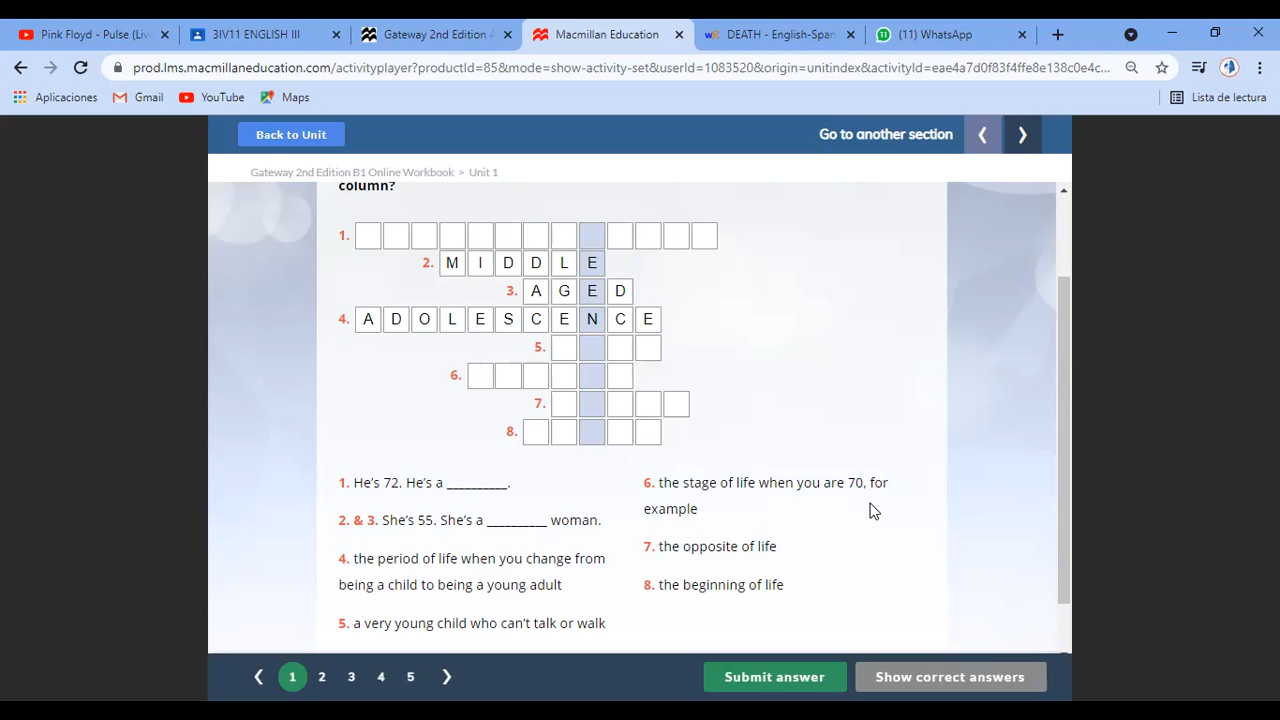 Pink Floyd - Pulse (Liv
3IV11 ENGLISH III
Gateway 2nd Edition
Macmillan Education
DEATH - English-Spar
(11) WhatsApp
prod.lms.macmillaneducation.com/activityplayer?productId=85&mode=show-activity-set&userId=1083520&origin=unitindex&activityId=eae4a7d0f83f4ffe8e138c0e4c...
Aplicaciones
Gmail
YouTube
Maps
Lista de lectura
Back to Unit
Go to another section
Gateway 2nd Edition B1 Online Workbook > Unit 1
column?
1.
2. M I D D L E
3. A G E D
4. A D O L E S C E N C E
5.
6.
7.
8.
1. He's 72. He's a __________.
2. & 3. She's 55. She's a __________ woman.
4. the period of life when you change from
being a child to being a young adult
5. a very young child who can't talk or walk
6. the stage of life when you are 70, for
example
7. the opposite of life
8. the beginning of life
1 2 3 4 5
Submit answer
Show correct answers